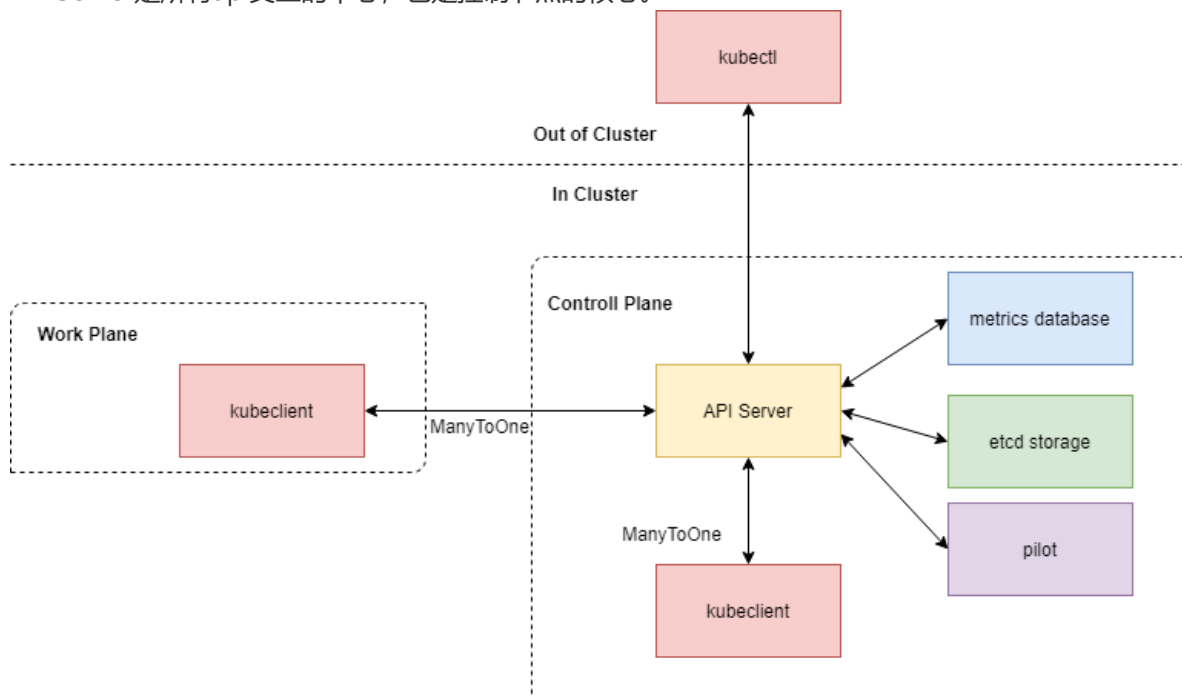 kubectl
Out of Cluster
In Cluster
Controll Plane
metrics database
Work Plane
kubeclient
ManyToOne
API Server
etcd storage
ManyToOne
pilot
kubeclient